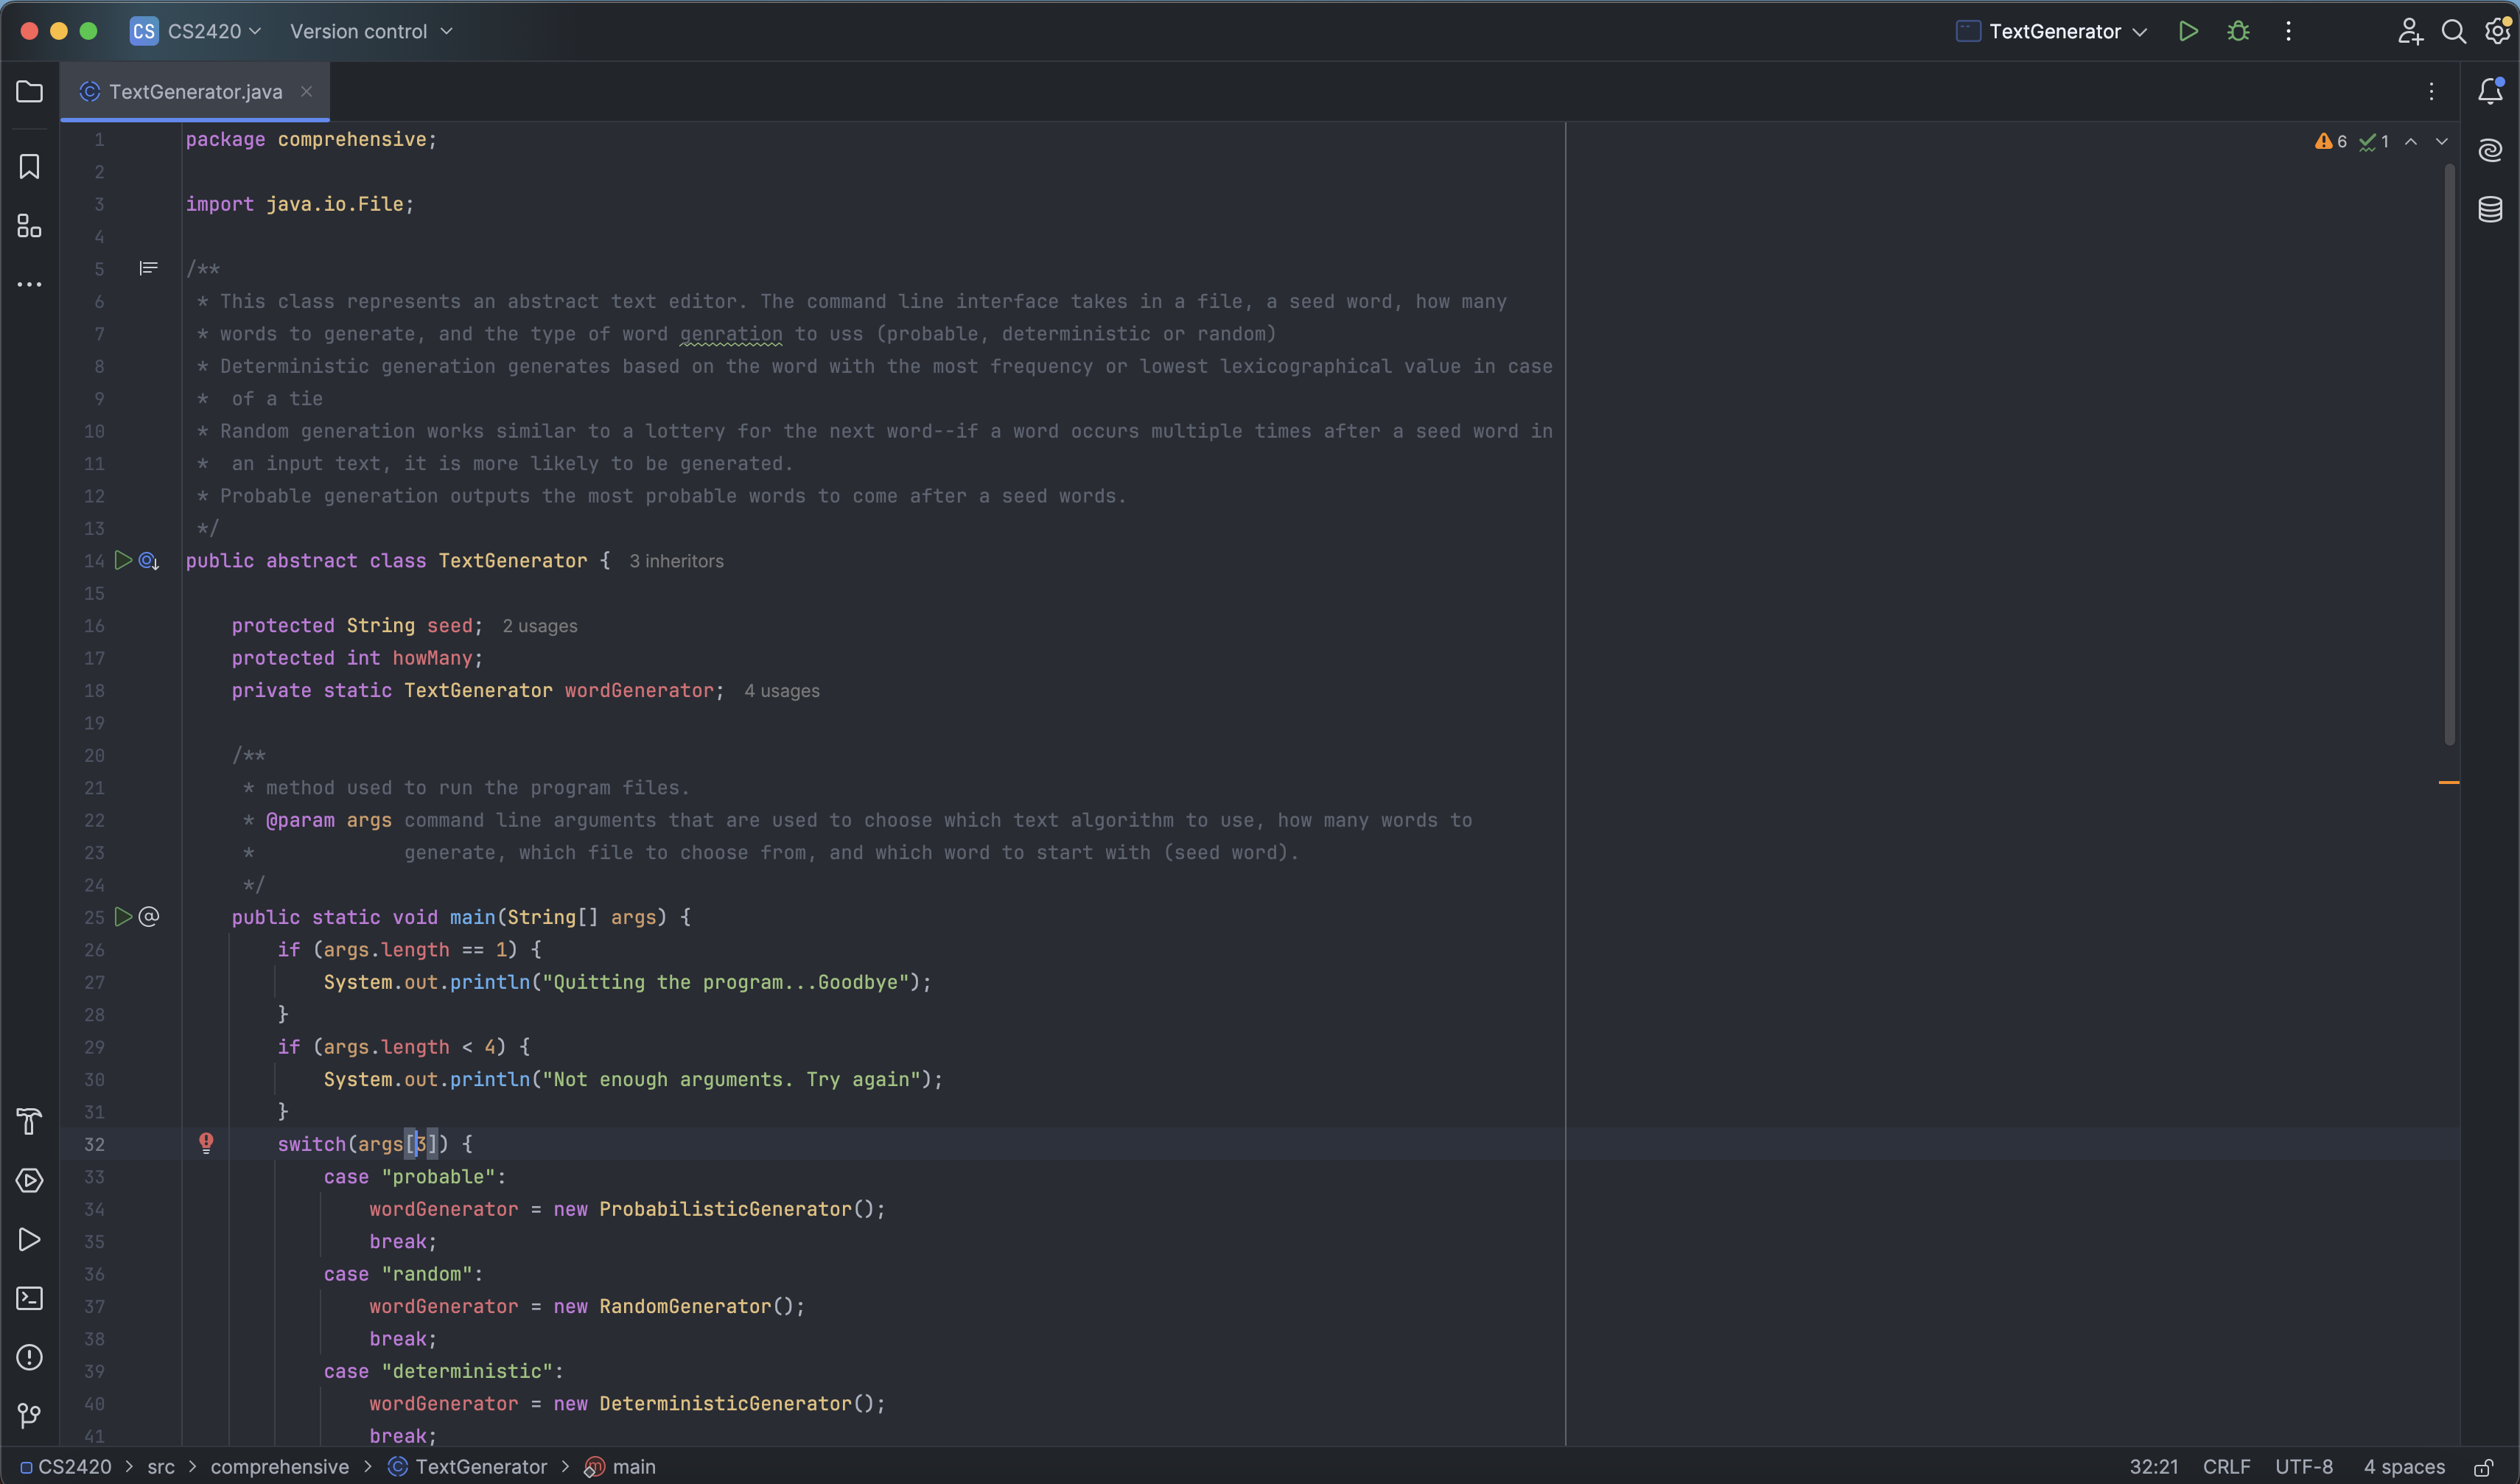 CS CS2420 Version control TextGenerator
TextGenerator.java
6 1
1 package comprehensive;
2
3 import java.io.File;
4
5 /**
6 * This class represents an abstract text editor. The command line interface takes in a file, a seed word, how many
7 * words to generate, and the type of word genration to uss (probable, deterministic or random)
8 * Deterministic generation generates based on the word with the most frequency or lowest lexicographical value in case
9 *  of a tie
10 * Random generation works similar to a lottery for the next word--if a word occurs multiple times after a seed word in
11 *  an input text, it is more likely to be generated.
12 * Probable generation outputs the most probable words to come after a seed words.
13 */
14 public abstract class TextGenerator { 3 inheritors
15
16 protected String seed; 2 usages
17 protected int howMany;
18 private static TextGenerator wordGenerator; 4 usages
19
20 /**
21 * method used to run the program files.
22 * @param args command line arguments that are used to choose which text algorithm to use, how many words to
23 *             generate, which file to choose from, and which word to start with (seed word).
24 */
25 public static void main(String[] args) {
26 if (args.length == 1) {
27 System.out.println("Quitting the program...Goodbye");
28 }
29 if (args.length < 4) {
30 System.out.println("Not enough arguments. Try again");
31 }
32 switch(args[3]) {
33 case "probable":
34 wordGenerator = new ProbabilisticGenerator();
35 break;
36 case "random":
37 wordGenerator = new RandomGenerator();
38 break;
39 case "deterministic":
40 wordGenerator = new DeterministicGenerator();
41 break;
CS2420 > src > comprehensive > TextGenerator > main 32:21 CRLF UTF-8 4 spaces